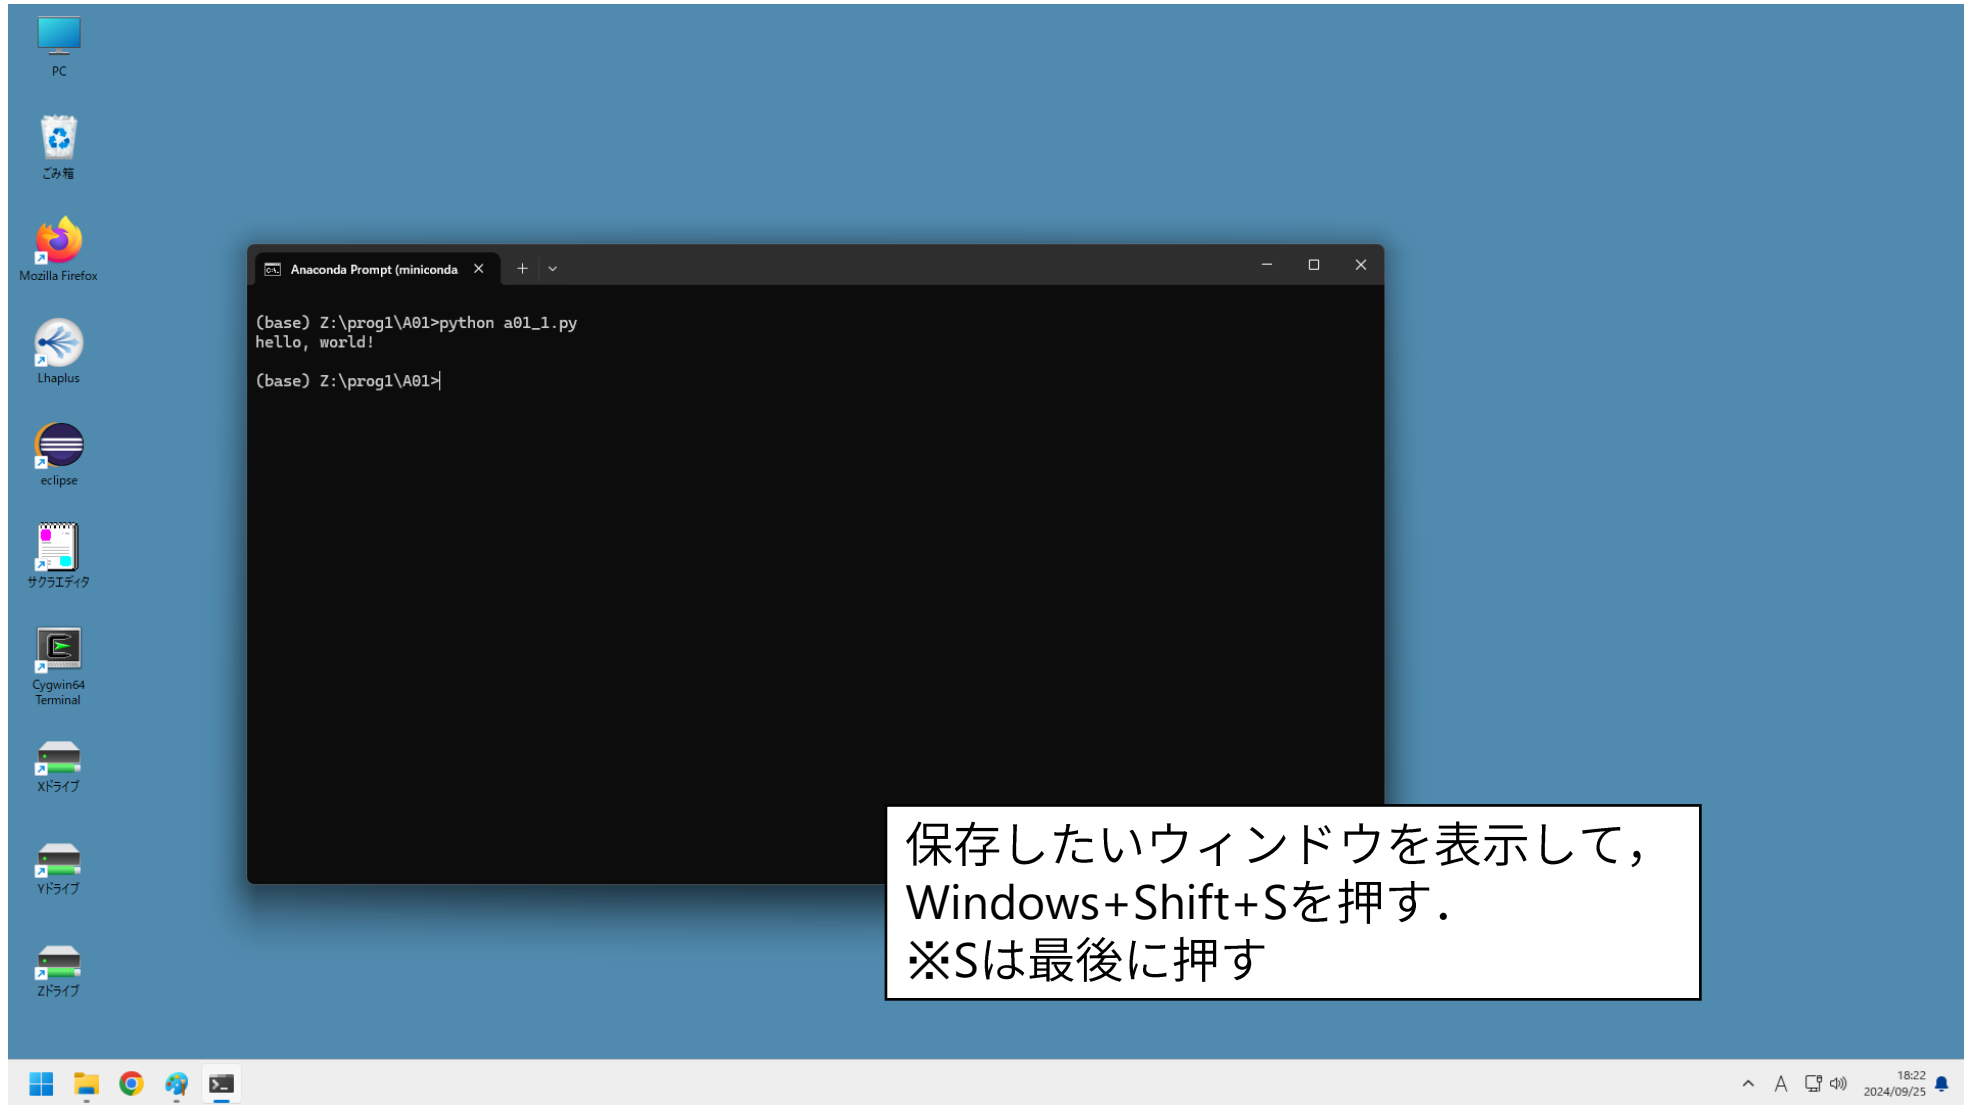 PC
ごみ箱
Mozilla Firefox
Lhaplus
eclipse
サクラエディタ
Cygwin64
Terminal
Xドライブ
Yドライブ
Zドライブ
Anaconda Prompt (miniconda
(base) Z:\prog1\A01>python a01_1.py
hello, world!
(base) Z:\prog1\A01>
保存したいウィンドウを表示して，
Windows+Shift+Sを押す．
※Sは最後に押す
A
18:22
2024/09/25